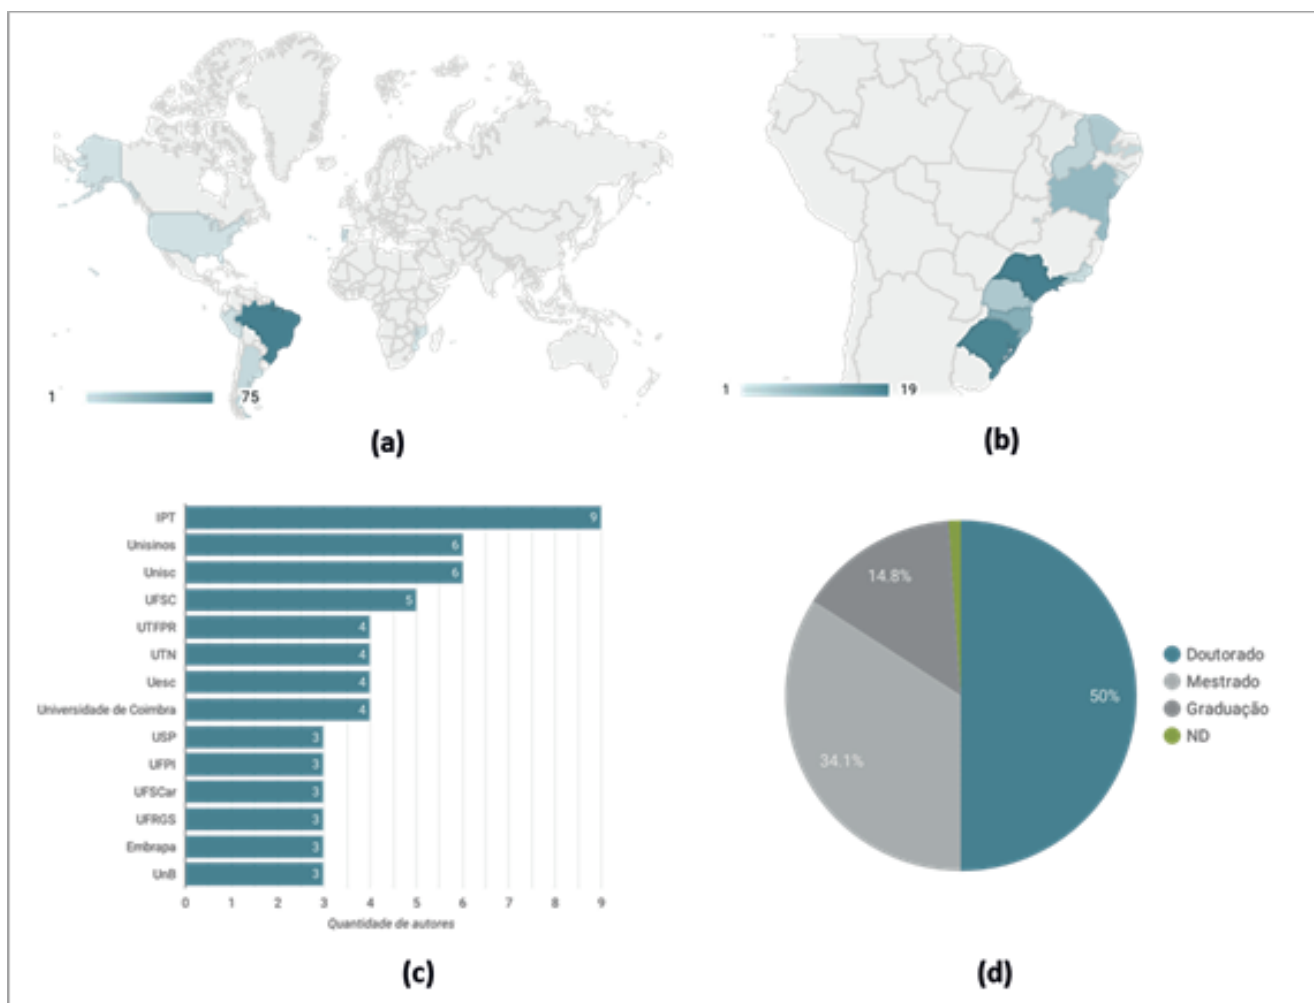 1 75
(a)
1 19
(b)
IPT 9
Unisinos 6
Unisc 6
UFSC 5
UTFPR 4
UTN 4
Uesc 4
Universidade de Coimbra 4
USP 3
UFPI 3
UFSCar 3
UFRGS 3
Embrapa 3
UnB 3
0 1 2 3 4 5 6 7 8 9
Quantidade de autores
(c)
14.8%
50%
34.1%
Doutorado
Mestrado
Graduação
ND
(d)